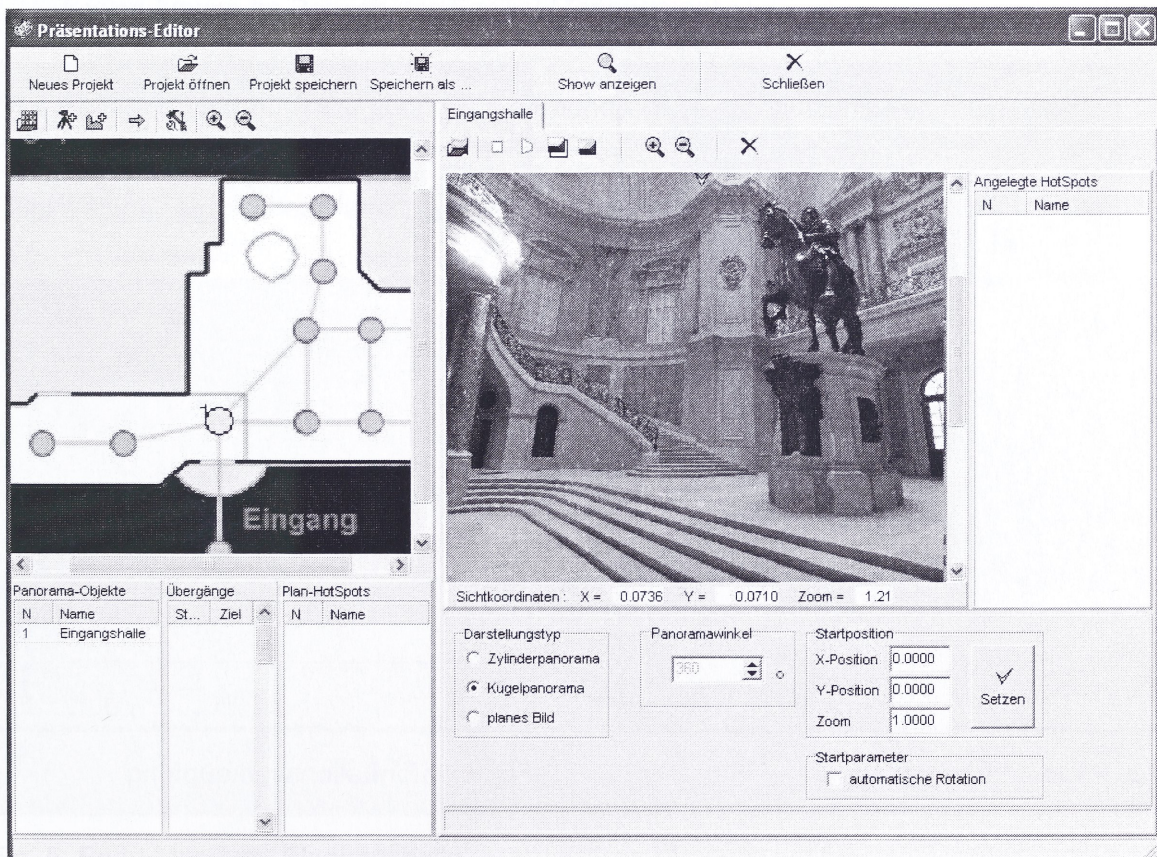 Präsentations-Editor
Neues Projekt Projekt öffnen Projekt speichern Speichern als ... Show anzeigen Schließen
Eingangshalle
Eingang
Angelegte HotSpots
N Name
Sichtkoordinaten : X = 0.0736 Y = 0.0710 Zoom = 1.21
Panorama-Objekte Übergänge Plan-HotSpots
N Name St... Ziel N Name
1 Eingangshalle
Darstellungstyp
Zylinderpanorama
Kugelpanorama
planes Bild
Panoramawinkel
360 °
Startposition
X-Position 0.0000
Y-Position 0.0000
Zoom 1.0000
Setzen
Startparameter
automatische Rotation